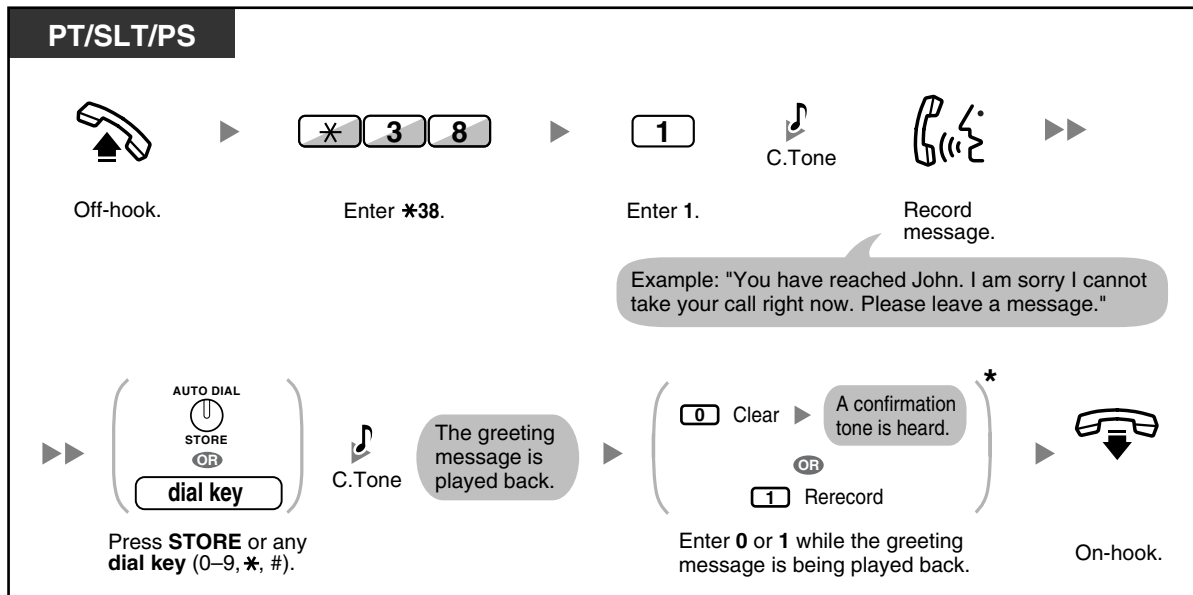 PT/SLT/PS
✳ 3 8
1
C.Tone
Off-hook.
Enter ✳38.
Enter 1.
Record
message.
Example: "You have reached John. I am sorry I cannot
take your call right now. Please leave a message."
AUTO DIAL
STORE
OR
dial key
C.Tone
The greeting
message is
played back.
*
0 Clear
A confirmation
tone is heard.
OR
1 Rerecord
Press STORE or any
dial key (0–9, ✳, #).
Enter 0 or 1 while the greeting
message is being played back.
On-hook.